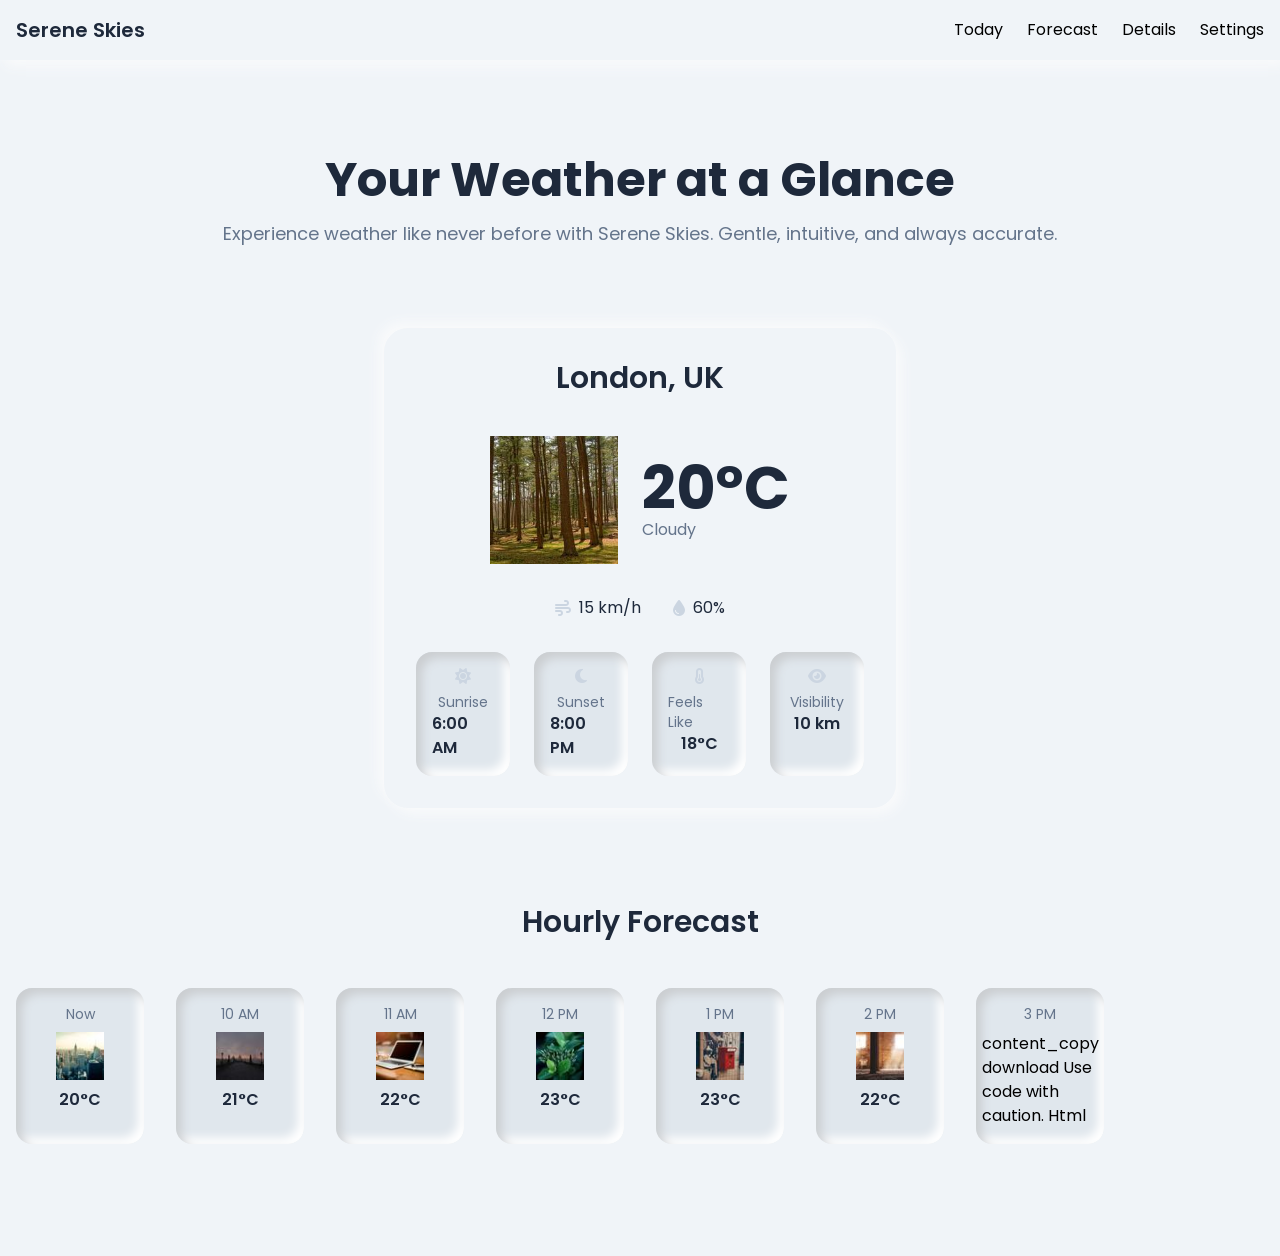 Serene Skies
Today Forecast Details Settings
Your Weather at a Glance
Experience weather like never before with Serene Skies. Gentle, intuitive, and always accurate.
London, UK
20°C
Cloudy
15 km/h 60%
Sunrise
6:00
AM
Sunset
8:00
PM
Feels
Like
18°C
Visibility
10 km
Hourly Forecast
Now
20°C
10 AM
21°C
11 AM
22°C
12 PM
23°C
1 PM
23°C
2 PM
22°C
3 PM
content_copy
download Use
code with
caution. Html